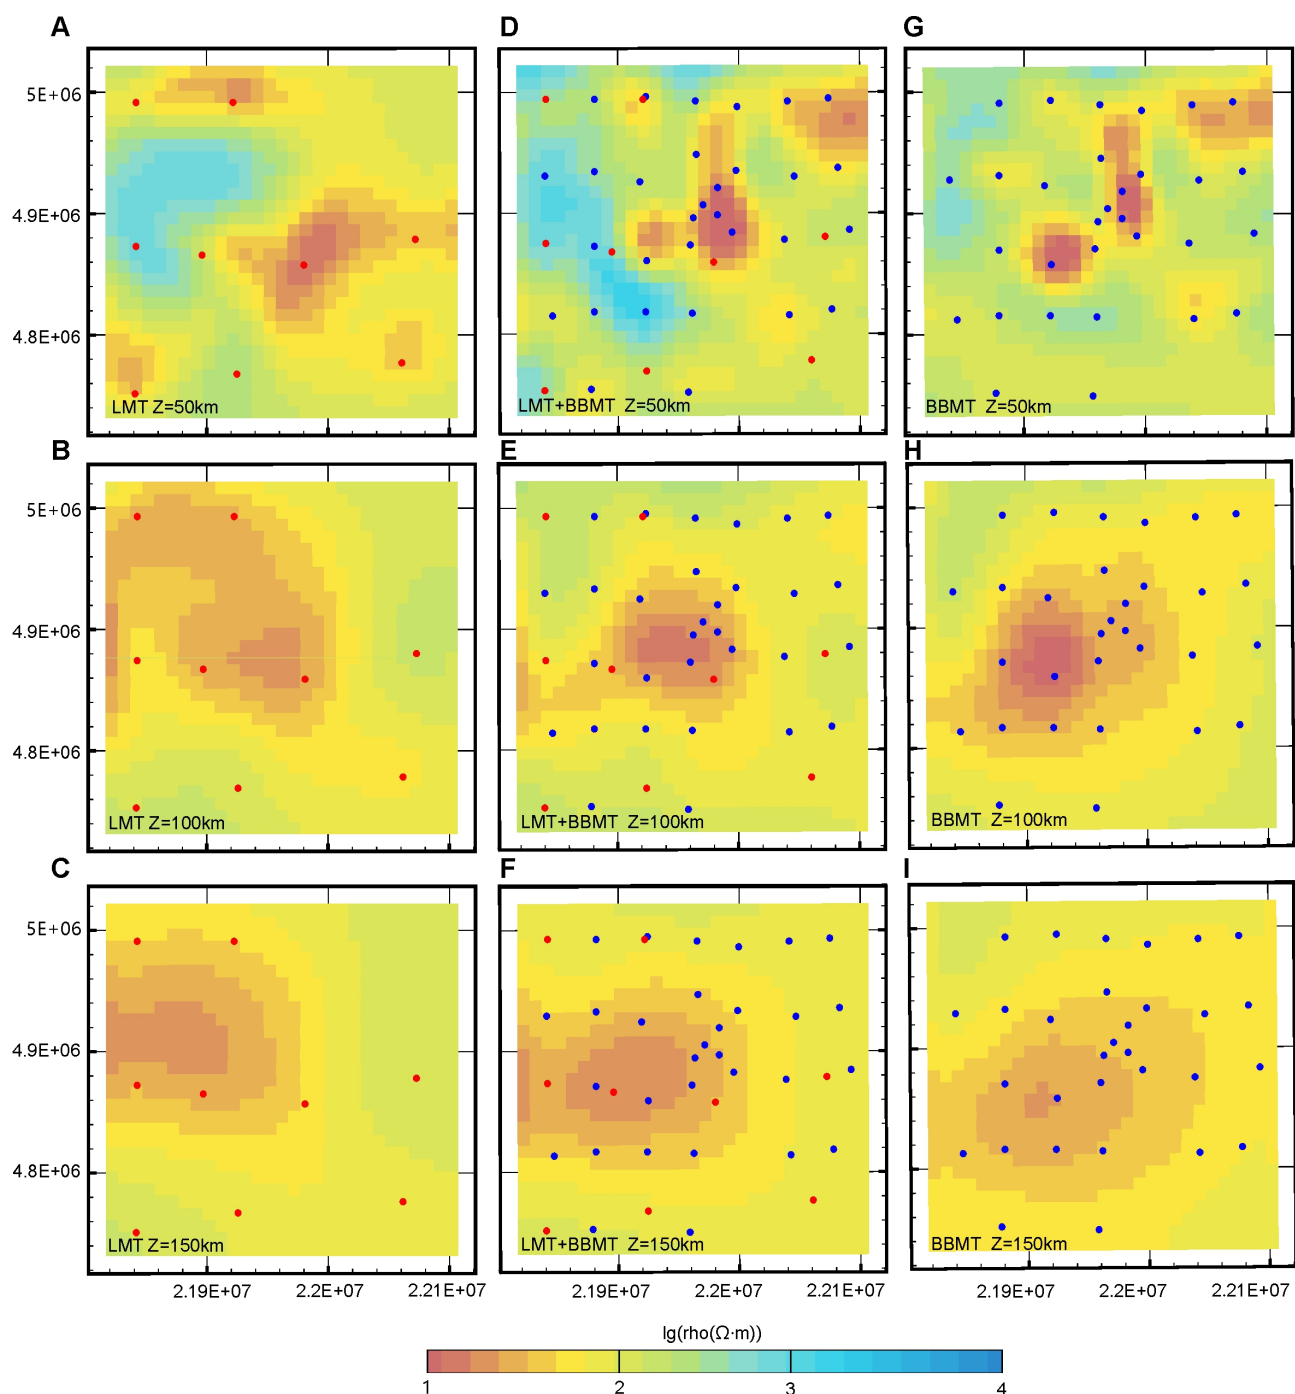 A
D
G
5E+06
4.9E+06
4.8E+06
LMT Z=50km
LMT+BBMT Z=50km
BBMT Z=50km
B
E
H
5E+06
4.9E+06
4.8E+06
LMT Z=100km
LMT+BBMT Z=100km
BBMT Z=100km
C
F
I
5E+06
4.9E+06
4.8E+06
LMT Z=150km
LMT+BBMT Z=150km
BBMT Z=150km
2.19E+07 2.2E+07 2.21E+07 2.19E+07 2.2E+07 2.21E+07 2.19E+07 2.2E+07 2.21E+07
lg(rho(Ω·m))
1 2 3 4